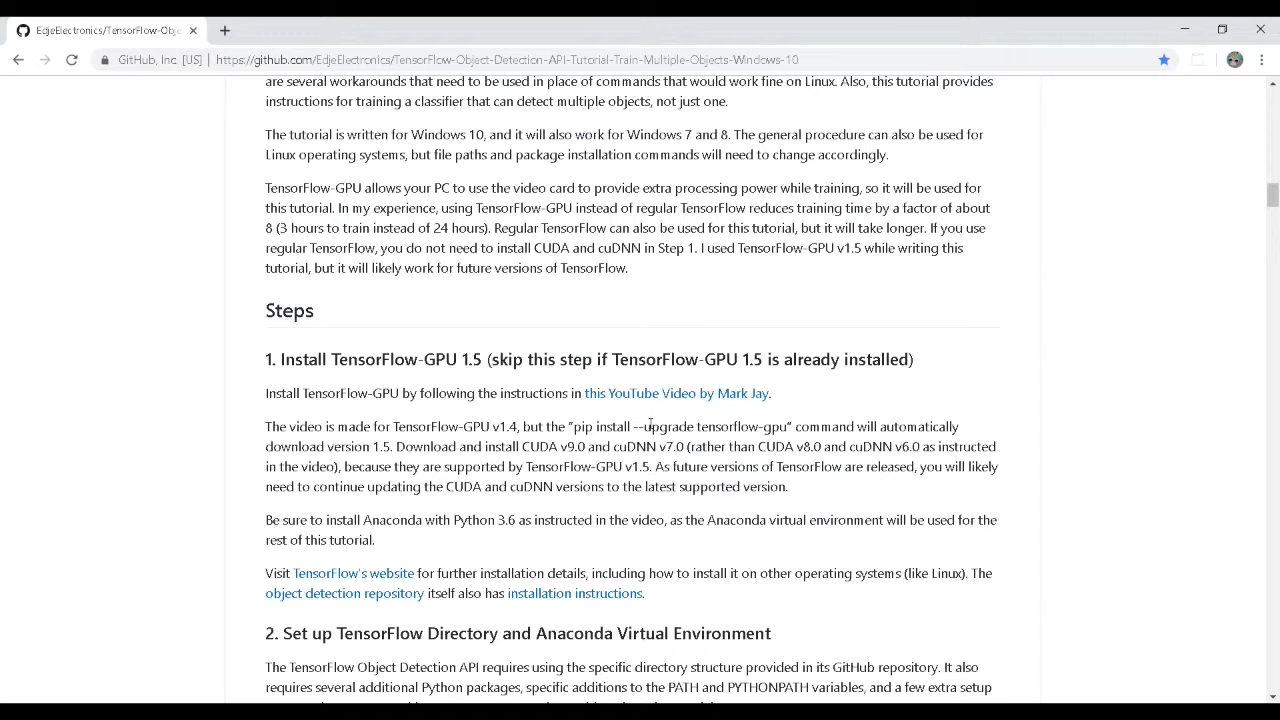 EdjeElectronics/TensorFlow-Obje
GitHub, Inc. [US] | https://github.com/EdjeElectronics/TensorFlow-Object-Detection-API-Tutorial-Train-Multiple-Objects-Windows-10
are several workarounds that need to be used in place of commands that would work fine on Linux. Also, this tutorial provides
instructions for training a classifier that can detect multiple objects, not just one.
The tutorial is written for Windows 10, and it will also work for Windows 7 and 8. The general procedure can also be used for
Linux operating systems, but file paths and package installation commands will need to change accordingly.
TensorFlow-GPU allows your PC to use the video card to provide extra processing power while training, so it will be used for
this tutorial. In my experience, using TensorFlow-GPU instead of regular TensorFlow reduces training time by a factor of about
8 (3 hours to train instead of 24 hours). Regular TensorFlow can also be used for this tutorial, but it will take longer. If you use
regular TensorFlow, you do not need to install CUDA and cuDNN in Step 1. I used TensorFlow-GPU v1.5 while writing this
tutorial, but it will likely work for future versions of TensorFlow.
Steps
1. Install TensorFlow-GPU 1.5 (skip this step if TensorFlow-GPU 1.5 is already installed)
Install TensorFlow-GPU by following the instructions in this YouTube Video by Mark Jay.
The video is made for TensorFlow-GPU v1.4, but the "pip install --upgrade tensorflow-gpu" command will automatically
download version 1.5. Download and install CUDA v9.0 and cuDNN v7.0 (rather than CUDA v8.0 and cuDNN v6.0 as instructed
in the video), because they are supported by TensorFlow-GPU v1.5. As future versions of TensorFlow are released, you will likely
need to continue updating the CUDA and cuDNN versions to the latest supported version.
Be sure to install Anaconda with Python 3.6 as instructed in the video, as the Anaconda virtual environment will be used for the
rest of this tutorial.
Visit TensorFlow's website for further installation details, including how to install it on other operating systems (like Linux). The
object detection repository itself also has installation instructions.
2. Set up TensorFlow Directory and Anaconda Virtual Environment
The TensorFlow Object Detection API requires using the specific directory structure provided in its GitHub repository. It also
requires several additional Python packages, specific additions to the PATH and PYTHONPATH variables, and a few extra setup